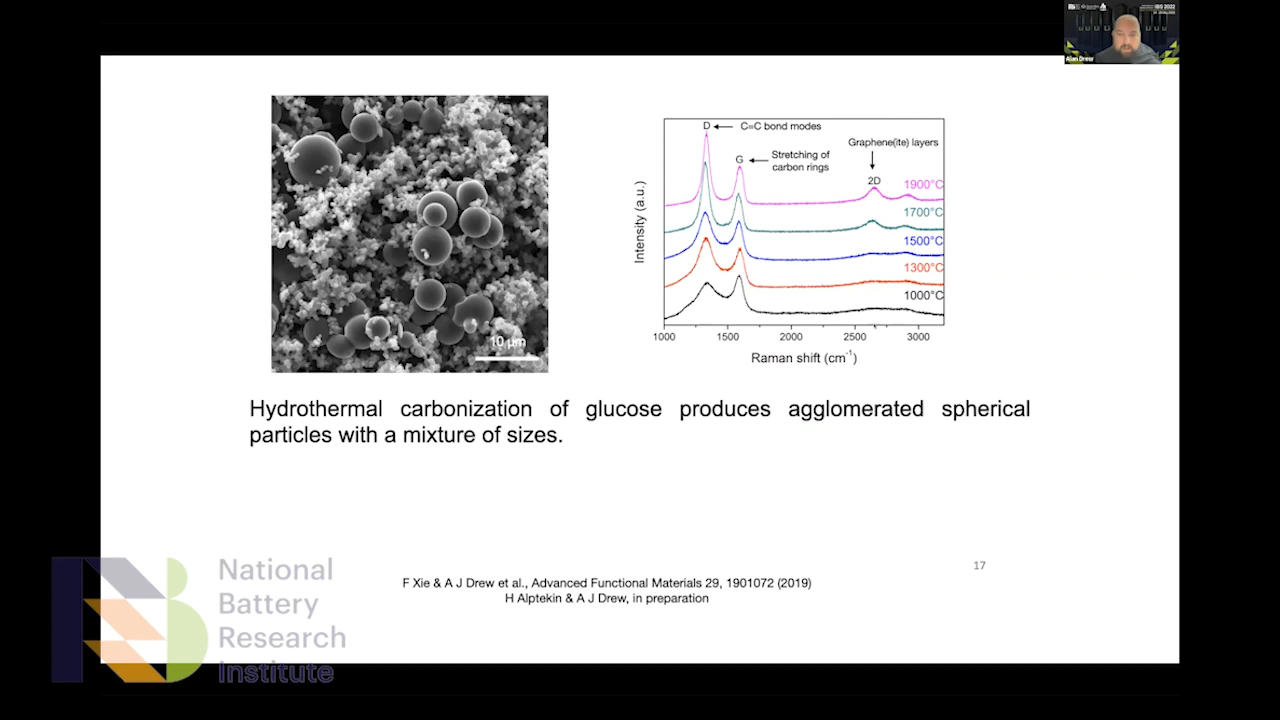 IBS 2022
Alan Drew
10 µm
D
C=C bond modes
G
Stretching of
carbon rings
Graphene(ite) layers
2D
1900°C
1700°C
1500°C
1300°C
1000°C
Intensity (a.u.)
1000 1500 2000 2500 3000
Raman shift (cm⁻¹)
Hydrothermal carbonization of glucose produces agglomerated spherical
particles with a mixture of sizes.
17
F Xie & A J Drew et al., Advanced Functional Materials 29, 1901072 (2019)
H Alptekin & A J Drew, in preparation
National
Battery
Research
Institute